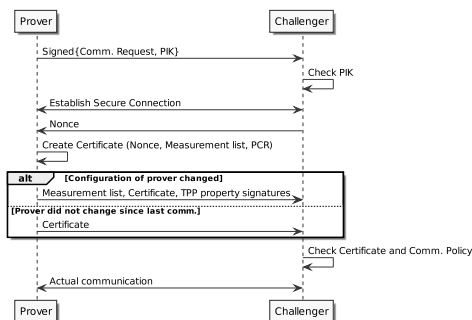 Prover Challenger
Signed{Comm. Request, PIK}
Check PIK
Establish Secure Connection
Nonce
Create Certificate (Nonce, Measurement list, PCR)
alt [Configuration of prover changed]
Measurement list, Certificate, TPP property signatures
[Prover did not change since last comm.]
Certificate
Check Certificate and Comm. Policy
Actual communication
Prover Challenger